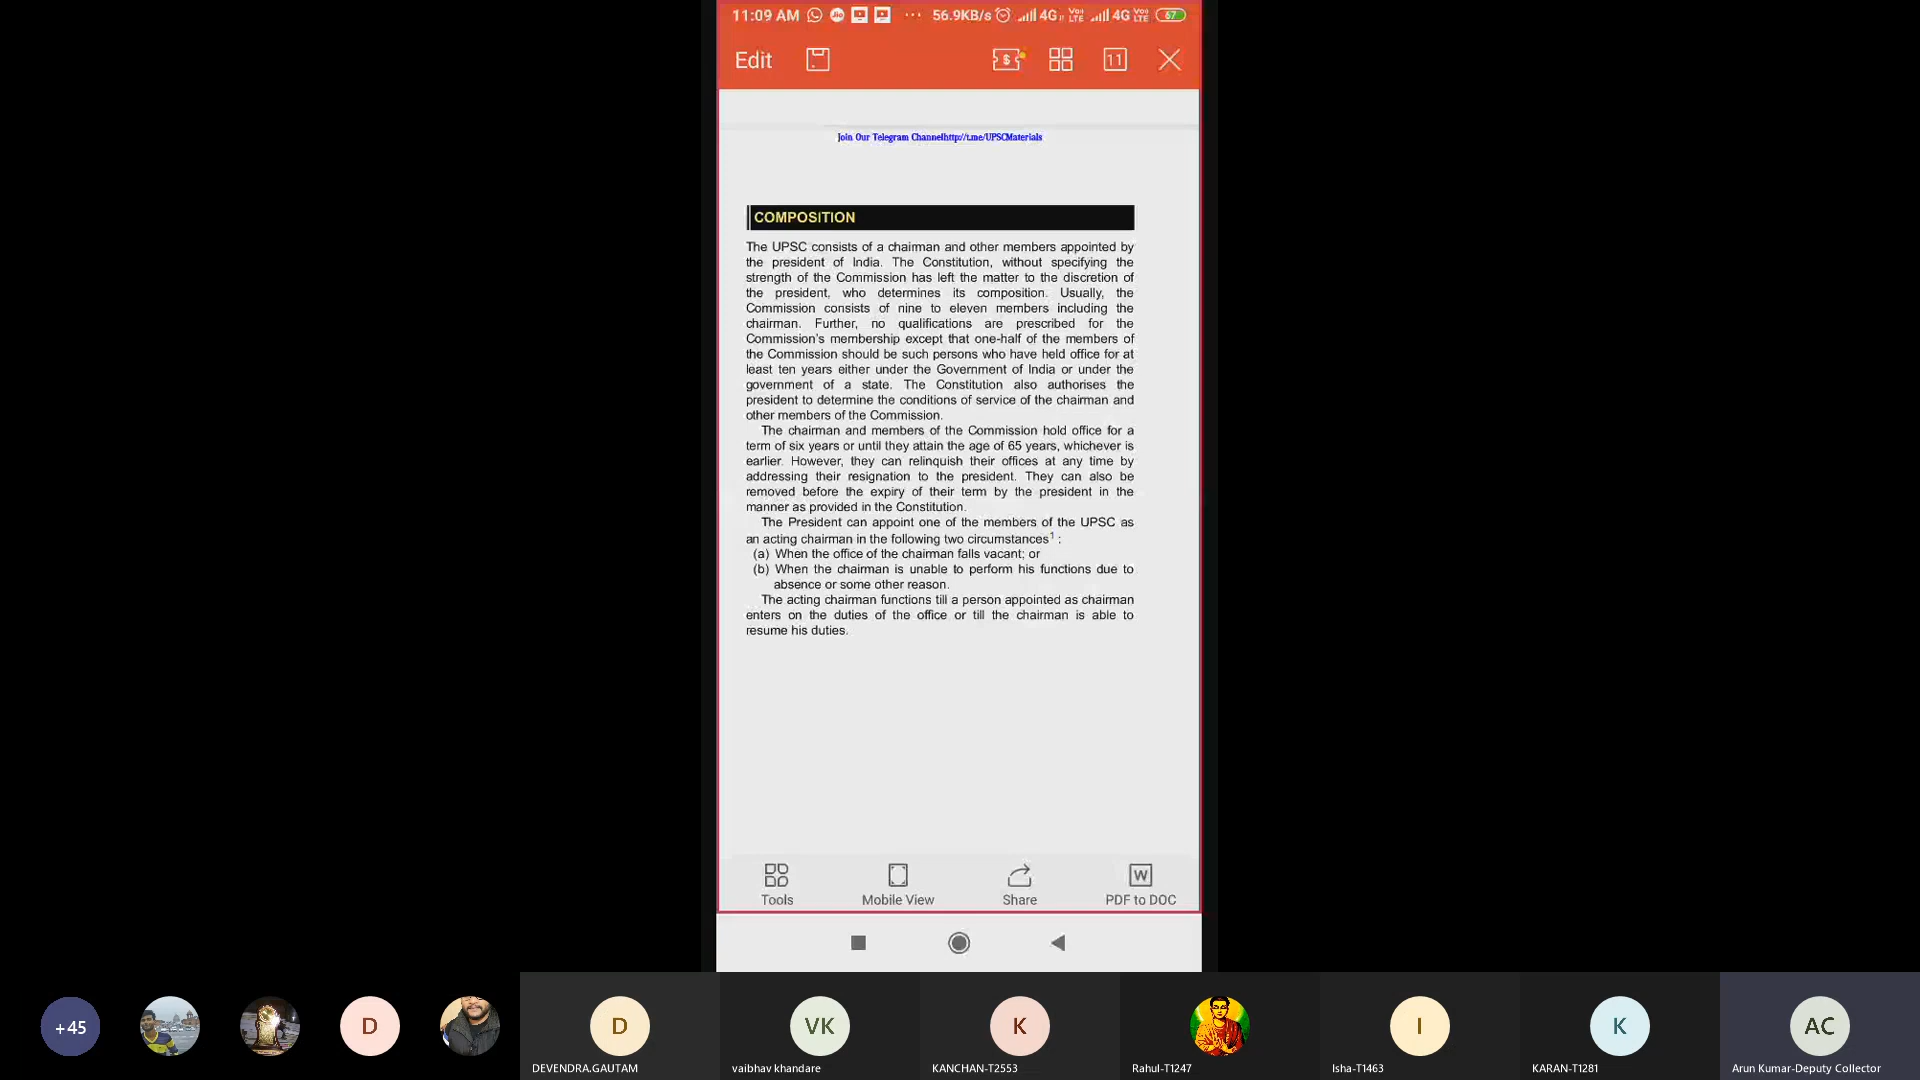 11:09 AM 56.9KB/s 4G Vo LTE 4G Vo LTE 67
Edit 11
Join Our Telegram Channelhttp://t.me/UPSCMaterials
COMPOSITION
The UPSC consists of a chairman and other members appointed by
the president of India. The Constitution, without specifying the
strength of the Commission has left the matter to the discretion of
the president, who determines its composition. Usually, the
Commission consists of nine to eleven members including the
chairman. Further, no qualifications are prescribed for the
Commission's membership except that one-half of the members of
the Commission should be such persons who have held office for at
least ten years either under the Government of India or under the
government of a state. The Constitution also authorises the
president to determine the conditions of service of the chairman and
other members of the Commission.
The chairman and members of the Commission hold office for a
term of six years or until they attain the age of 65 years, whichever is
earlier. However, they can relinquish their offices at any time by
addressing their resignation to the president. They can also be
removed before the expiry of their term by the president in the
manner as provided in the Constitution.
The President can appoint one of the members of the UPSC as
an acting chairman in the following two circumstances¹ :
(a) When the office of the chairman falls vacant; or
(b) When the chairman is unable to perform his functions due to
absence or some other reason.
The acting chairman functions till a person appointed as chairman
enters on the duties of the office or till the chairman is able to
resume his duties.
Tools Mobile View Share PDF to DOC
+45 D D VK K I K AC
DEVENDRA.GAUTAM vaibhav khandare KANCHAN-T2553 Rahul-T1247 Isha-T1463 KARAN-T1281 Arun Kumar-Deputy Collector